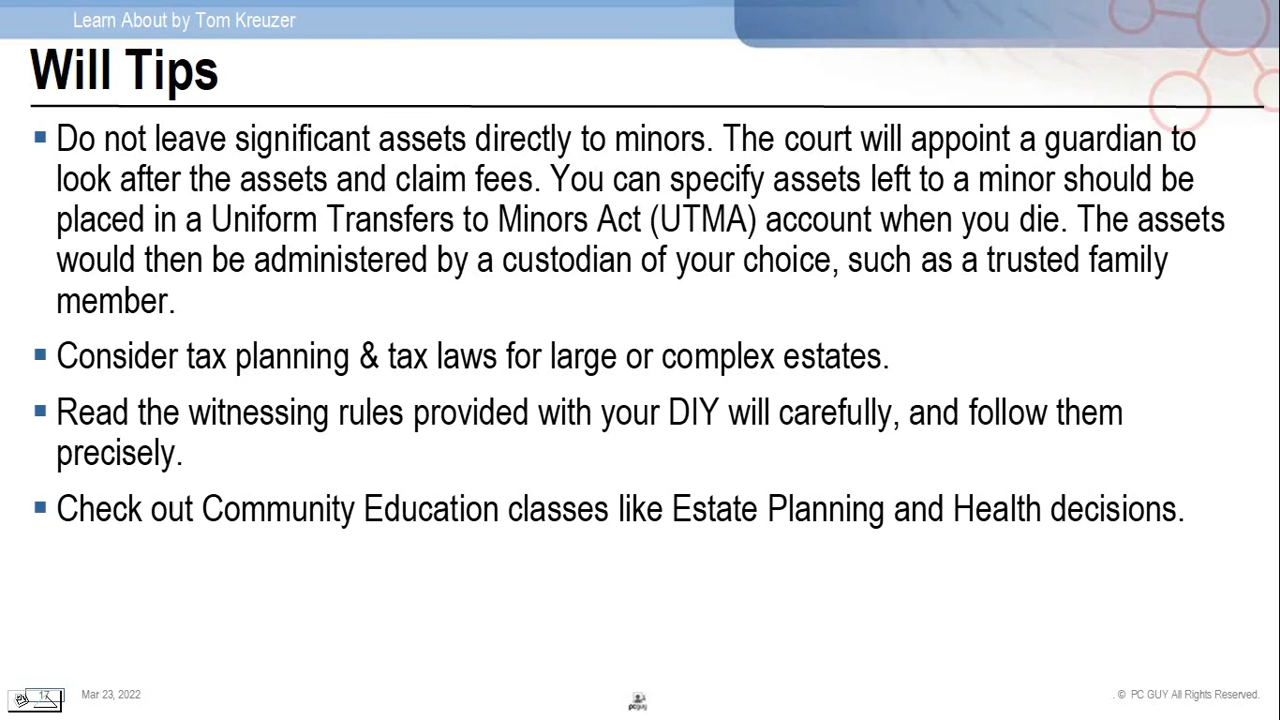 Learn About by Tom Kreuzer
Will Tips
Do not leave significant assets directly to minors. The court will appoint a guardian to
look after the assets and claim fees. You can specify assets left to a minor should be
placed in a Uniform Transfers to Minors Act (UTMA) account when you die. The assets
would then be administered by a custodian of your choice, such as a trusted family
member.
Consider tax planning & tax laws for large or complex estates.
Read the witnessing rules provided with your DIY will carefully, and follow them
precisely.
Check out Community Education classes like Estate Planning and Health decisions.
17
Mar 23, 2022
pcguy
. © PC GUY All Rights Reserved.